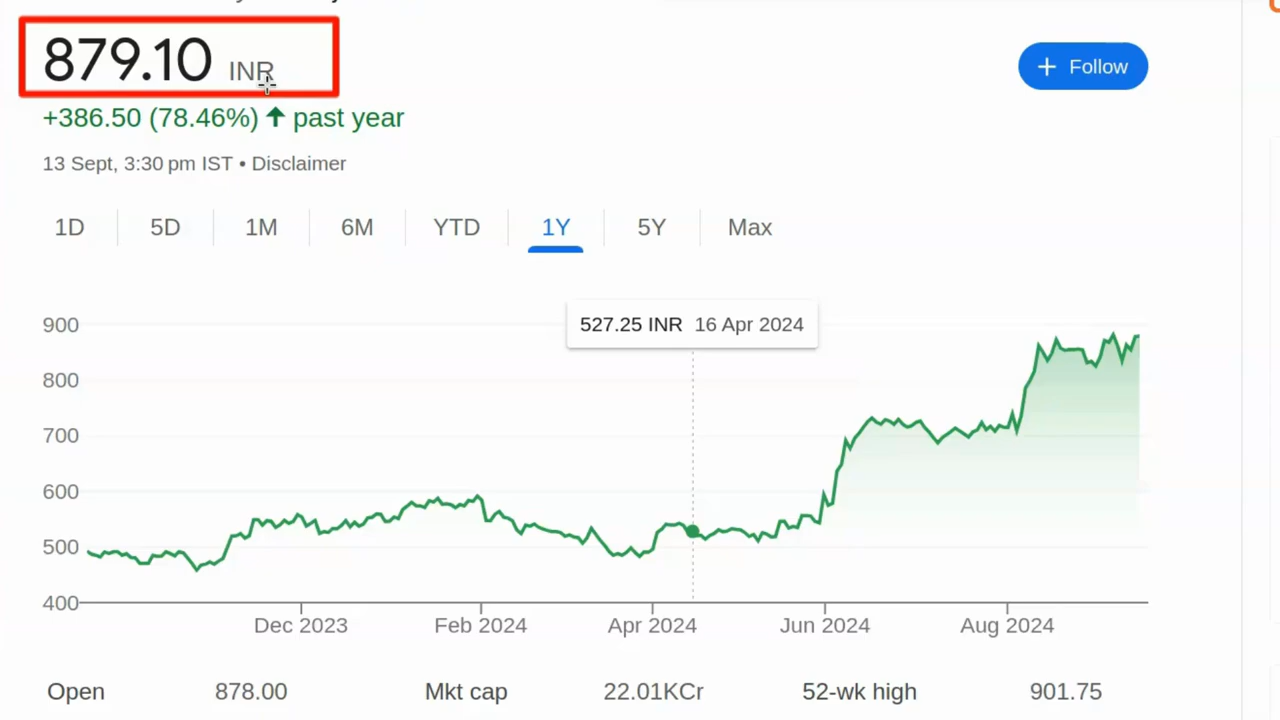 879.10 INR
+ Follow
+386.50 (78.46%) ↑ past year
13 Sept, 3:30 pm IST • Disclaimer
1D 5D 1M 6M YTD 1Y 5Y Max
527.25 INR 16 Apr 2024
900
800
700
600
500
400
Dec 2023 Feb 2024 Apr 2024 Jun 2024 Aug 2024
Open 878.00 Mkt cap 22.01KCr 52-wk high 901.75